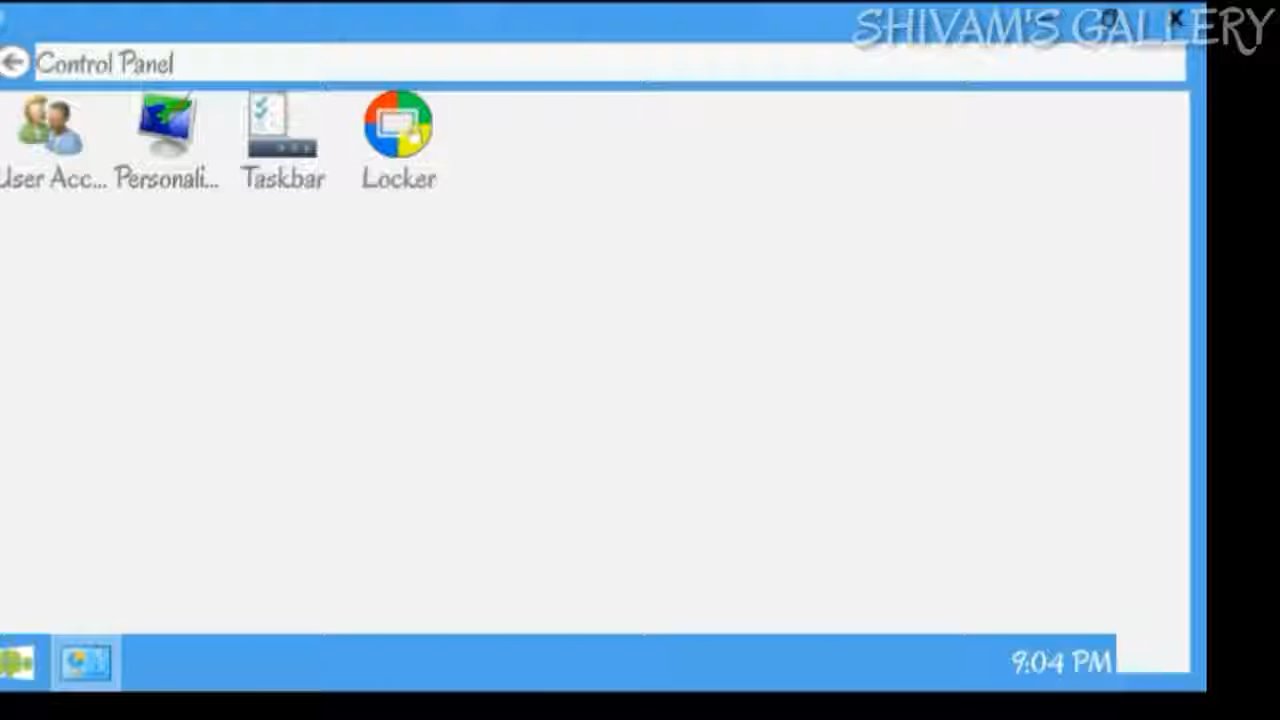 SHIVAM'S GALLERY
Control Panel
User Acc... Personali... Taskbar Locker
9:04 PM